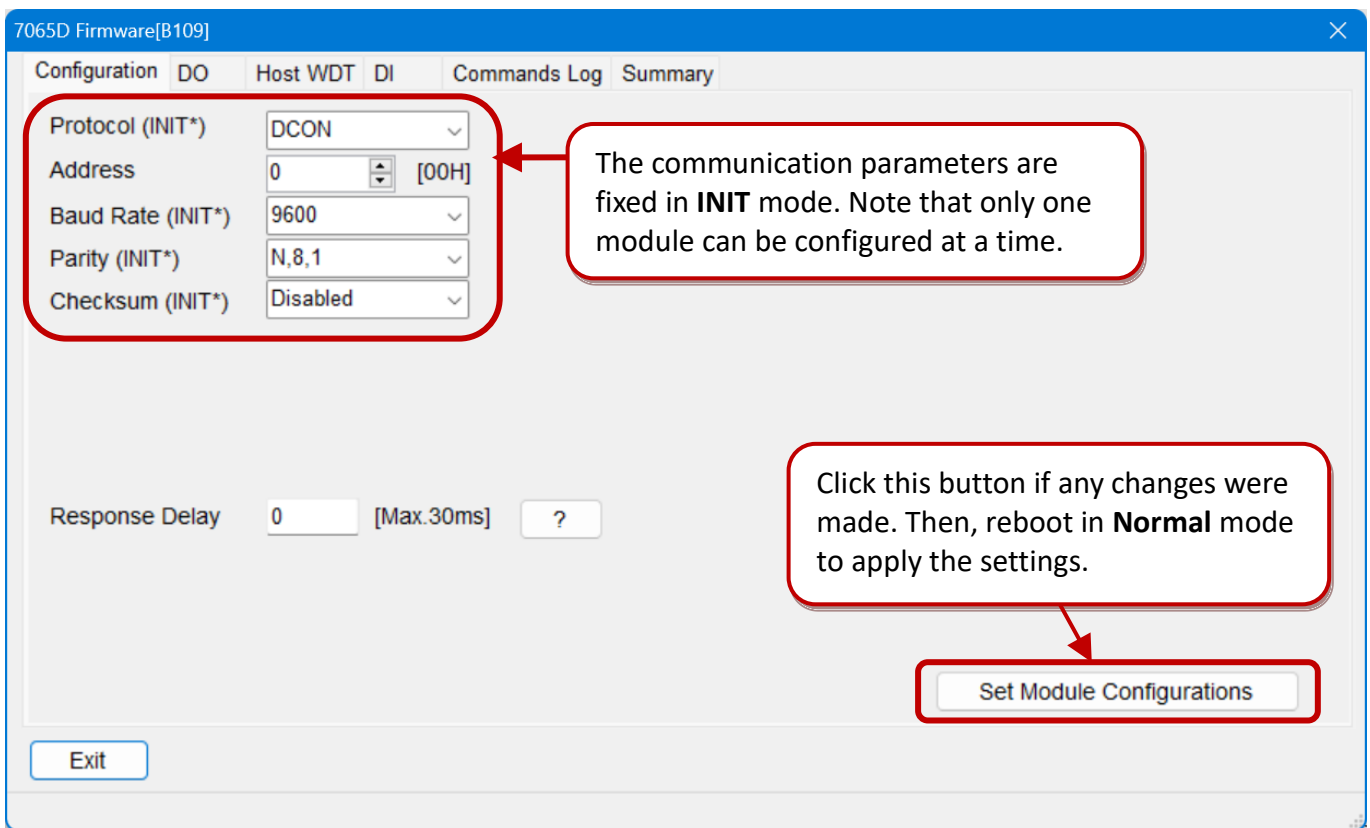 7065D Firmware[B109]
Configuration DO Host WDT DI Commands Log Summary
Protocol (INIT*) DCON
Address 0 [00H]
Baud Rate (INIT*) 9600
Parity (INIT*) N,8,1
Checksum (INIT*) Disabled
The communication parameters are
fixed in INIT mode. Note that only one
module can be configured at a time.
Response Delay 0 [Max.30ms] ?
Click this button if any changes were
made. Then, reboot in Normal mode
to apply the settings.
Set Module Configurations
Exit